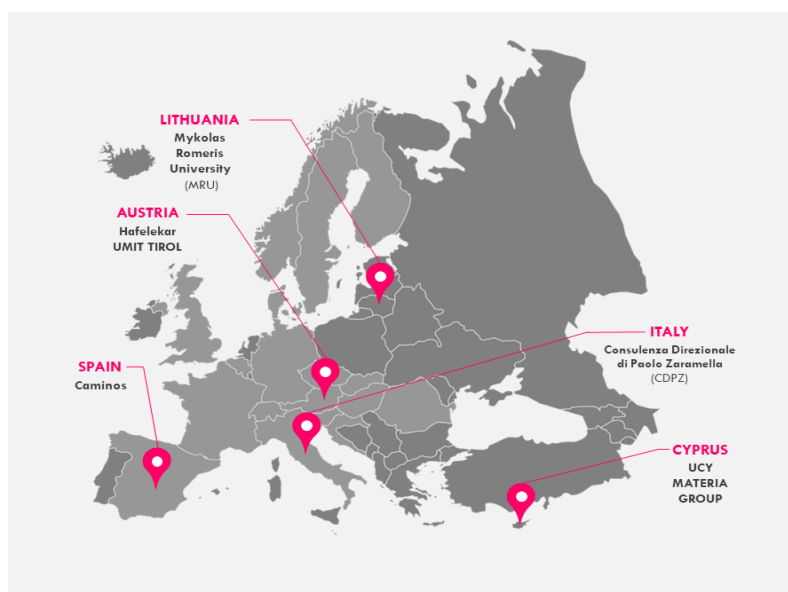 LITHUANIA
Mykolas
Romeris
University
(MRU)
AUSTRIA
Hafelekar
UMIT TIROL
SPAIN
Caminos
ITALY
Consulenza Direzionale
di Paolo Zaramella
(CDPZ)
CYPRUS
UCY
MATERIA
GROUP